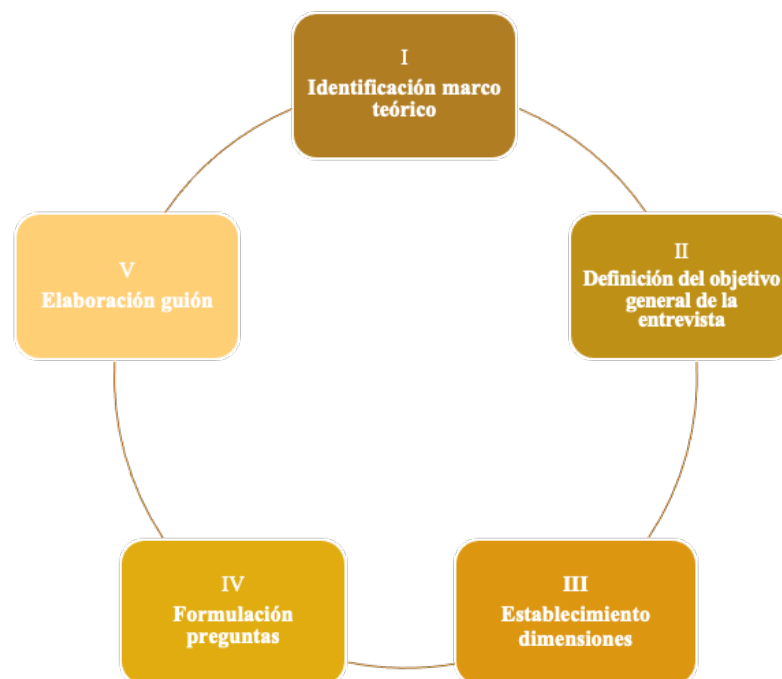 I
Identificación marco
teórico
II
Definición del objetivo
general de la
entrevista
III
Establecimiento
dimensiones
IV
Formulación
preguntas
V
Elaboración guión